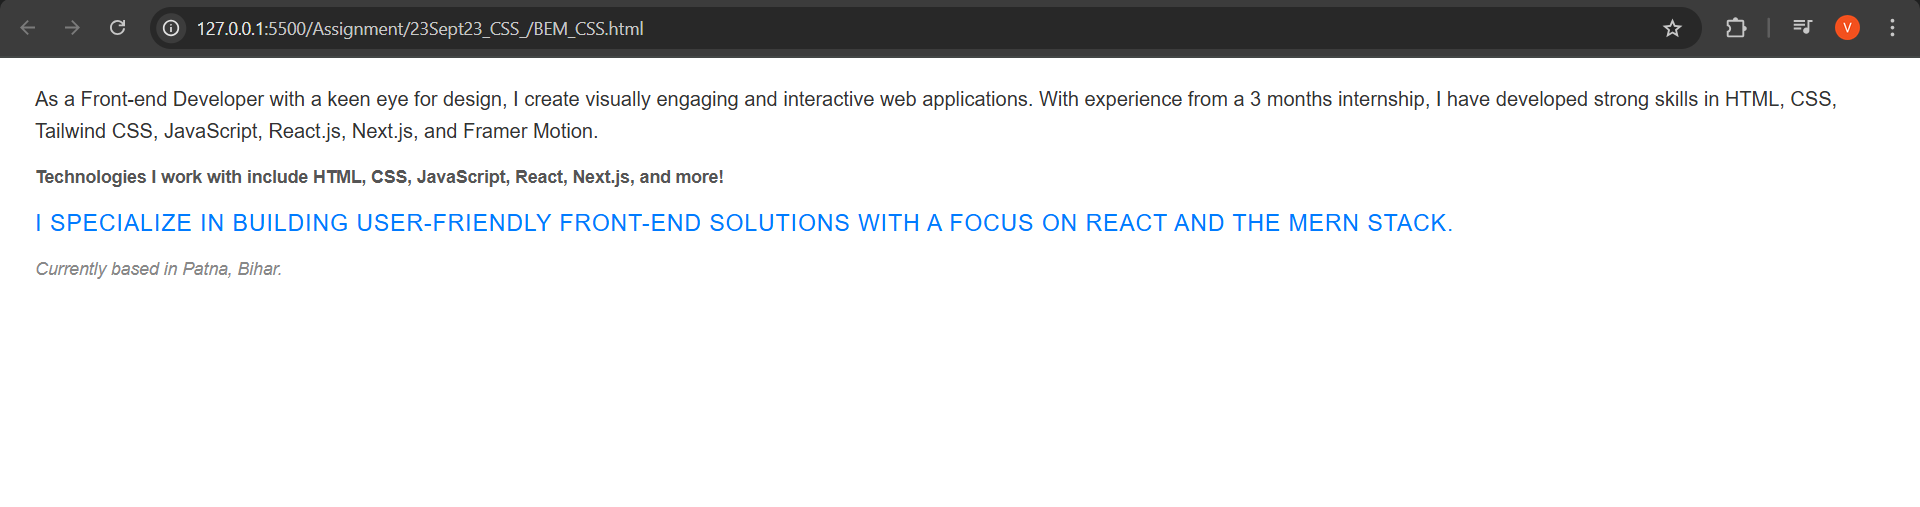 127.0.0.1:5500/Assignment/23Sept23_CSS_/BEM_CSS.html
V
As a Front-end Developer with a keen eye for design, I create visually engaging and interactive web applications. With experience from a 3 months internship, I have developed strong skills in HTML, CSS,
Tailwind CSS, JavaScript, React.js, Next.js, and Framer Motion.
Technologies I work with include HTML, CSS, JavaScript, React, Next.js, and more!
I SPECIALIZE IN BUILDING USER-FRIENDLY FRONT-END SOLUTIONS WITH A FOCUS ON REACT AND THE MERN STACK.
Currently based in Patna, Bihar.